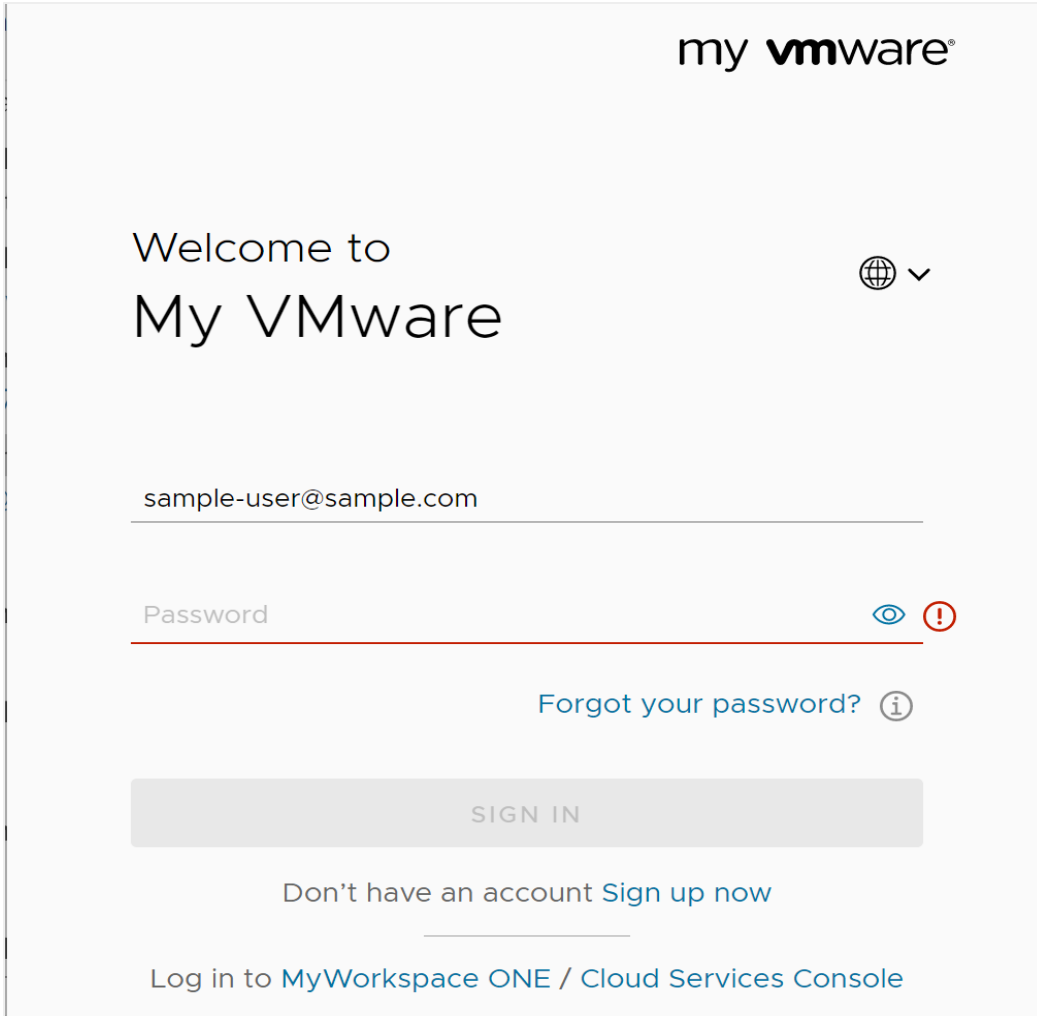 my vmware®
Welcome to
My VMware
sample-user@sample.com
Password
Forgot your password?
SIGN IN
Don’t have an account Sign up now
Log in to MyWorkspace ONE / Cloud Services Console